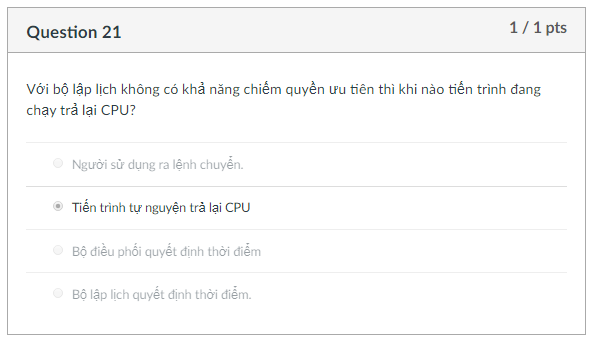 Question 21
1 / 1 pts
Với bộ lập lịch không có khả năng chiếm quyền ưu tiên thì khi nào tiến trình đang
chạy trả lại CPU?
Người sử dụng ra lệnh chuyển.
Tiến trình tự nguyện trả lại CPU
Bộ điều phối quyết định thời điểm
Bộ lập lịch quyết định thời điểm.